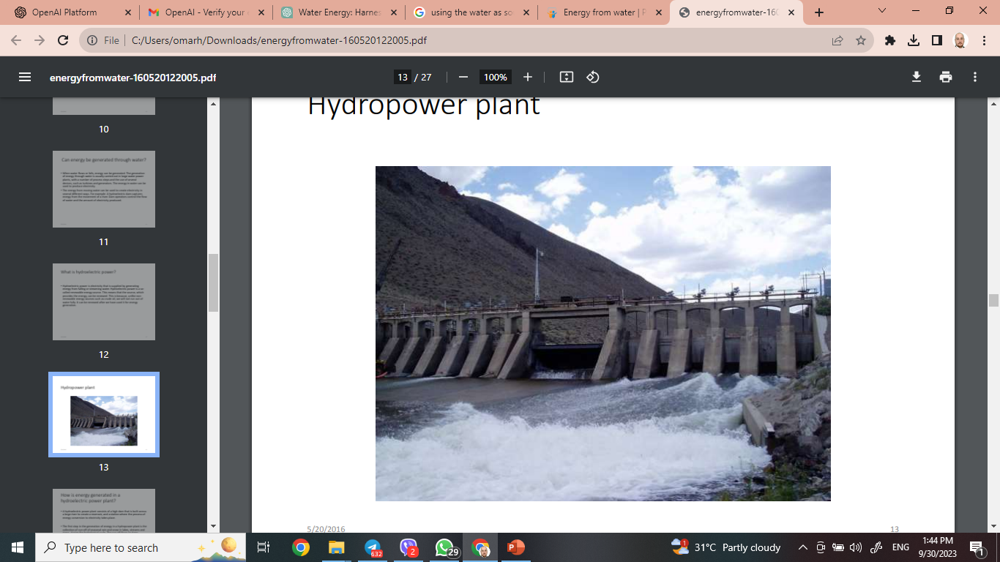 OpenAI Platform
OpenAI - Verify your
Water Energy: Harnes
using the water as so
Energy from water | P
energyfromwater-160
File
C:/Users/omarh/Downloads/energyfromwater-160520122005.pdf
energyfromwater-160520122005.pdf
13 / 27
100%
10
Can energy be generated through water?
11
What is hydroelectric power?
12
Hydropower plant
13
How is energy generated in a
hydroelectric power plant?
Hydropower plant
5/20/2016
13
Type here to search
632
2
29
1
31°C Partly cloudy
ENG
1:44 PM
9/30/2023
1